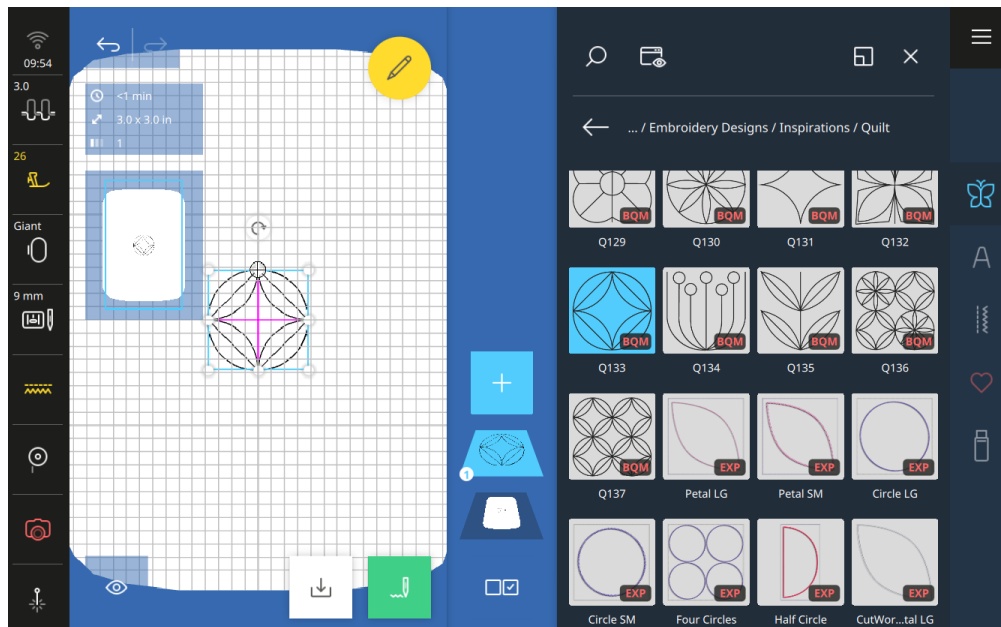 09:54
3.0
26
Giant
9 mm
<1 min
3.0 x 3.0 in
1
1
... / Embroidery Designs / Inspirations / Quilt
BQM BQM BQM BQM
Q129 Q130 Q131 Q132
BQM BQM BQM BQM
Q133 Q134 Q135 Q136
BQM EXP EXP EXP
Q137 Petal LG Petal SM Circle LG
EXP EXP EXP EXP
Circle SM Four Circles Half Circle CutWor...tal LG
A